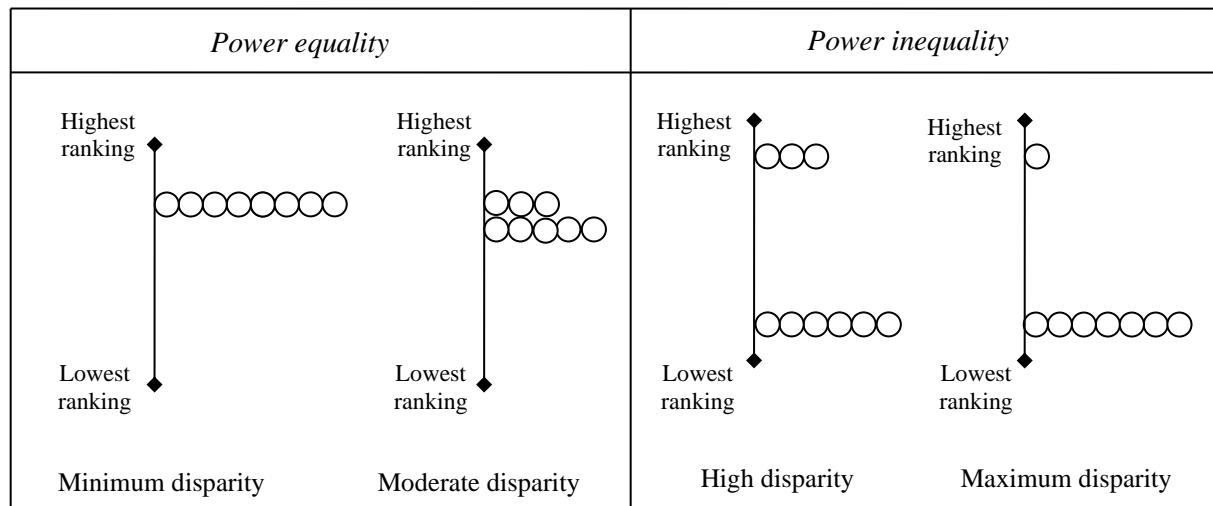 Power equality
Power inequality
Highest
ranking
Lowest
ranking
Minimum disparity
Highest
ranking
Lowest
ranking
Moderate disparity
Highest
ranking
Lowest
ranking
High disparity
Highest
ranking
Lowest
ranking
Maximum disparity